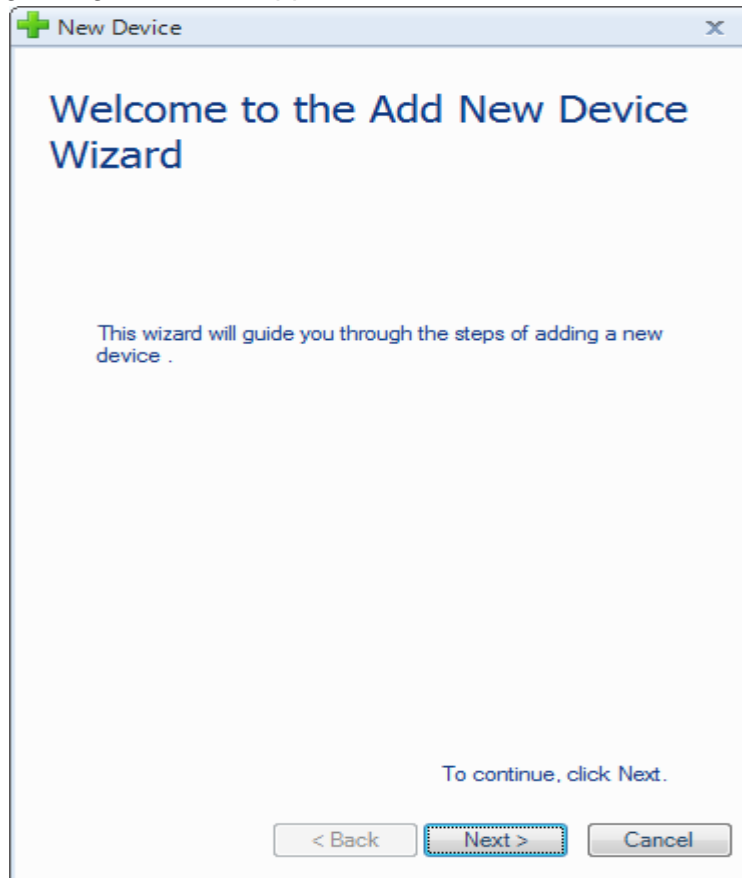 New Device
Welcome to the Add New Device
Wizard
This wizard will guide you through the steps of adding a new
device .
To continue, click Next.
< Back
Next >
Cancel